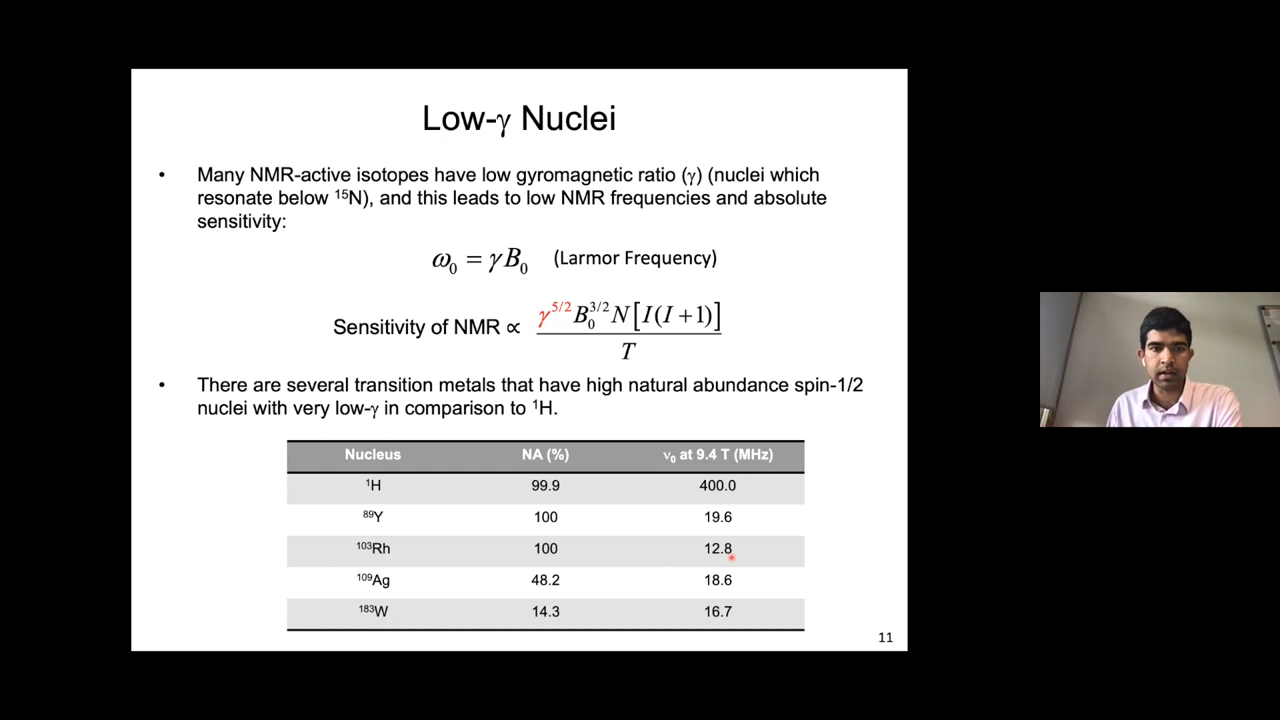 Low-γ Nuclei
• Many NMR-active isotopes have low gyromagnetic ratio (γ) (nuclei which
resonate below ¹⁵N), and this leads to low NMR frequencies and absolute
sensitivity:
ω₀ = γB₀ (Larmor Frequency)
Sensitivity of NMR ∝ γ^5/2 B₀^3/2 N[I(I+1)] / T
• There are several transition metals that have high natural abundance spin-1/2
nuclei with very low-γ in comparison to ¹H.
Nucleus NA (%) ν₀ at 9.4 T (MHz)
¹H 99.9 400.0
⁸⁹Y 100 19.6
¹⁰³Rh 100 12.8
¹⁰⁹Ag 48.2 18.6
¹⁸³W 14.3 16.7
11